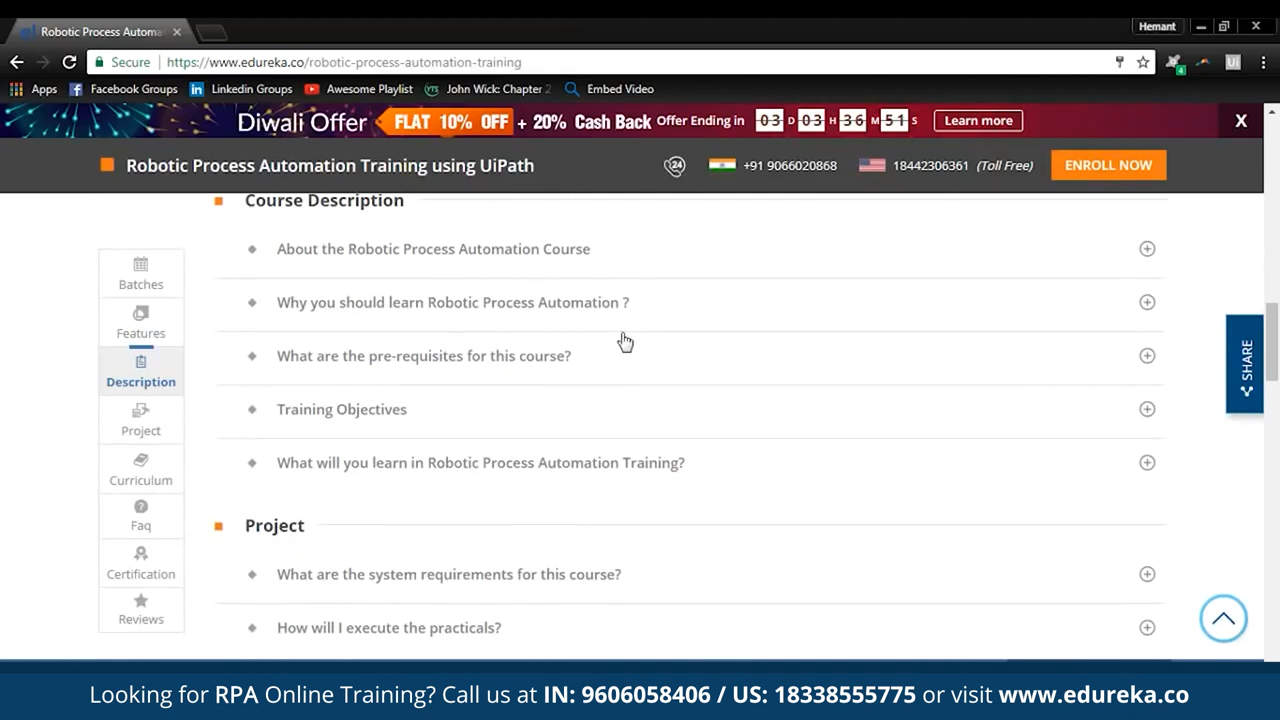 Robotic Process Automa
Hemant
Secure
https://www.edureka.co/robotic-process-automation-training
Apps
Facebook Groups
Linkedin Groups
Awesome Playlist
John Wick: Chapter 2
Embed Video
Diwali Offer
FLAT 10% OFF + 20% Cash Back
Offer Ending in 03 D 03 H 36 M 51 S
Learn more
X
Robotic Process Automation Training using UiPath
24
+91 9066020868
18442306361 (Toll Free)
ENROLL NOW
Course Description
About the Robotic Process Automation Course
Why you should learn Robotic Process Automation ?
What are the pre-requisites for this course?
Training Objectives
What will you learn in Robotic Process Automation Training?
Project
What are the system requirements for this course?
How will I execute the practicals?
Batches
Features
Description
Project
Curriculum
Faq
Certification
Reviews
SHARE
Looking for RPA Online Training? Call us at IN: 9606058406 / US: 18338555775 or visit www.edureka.co